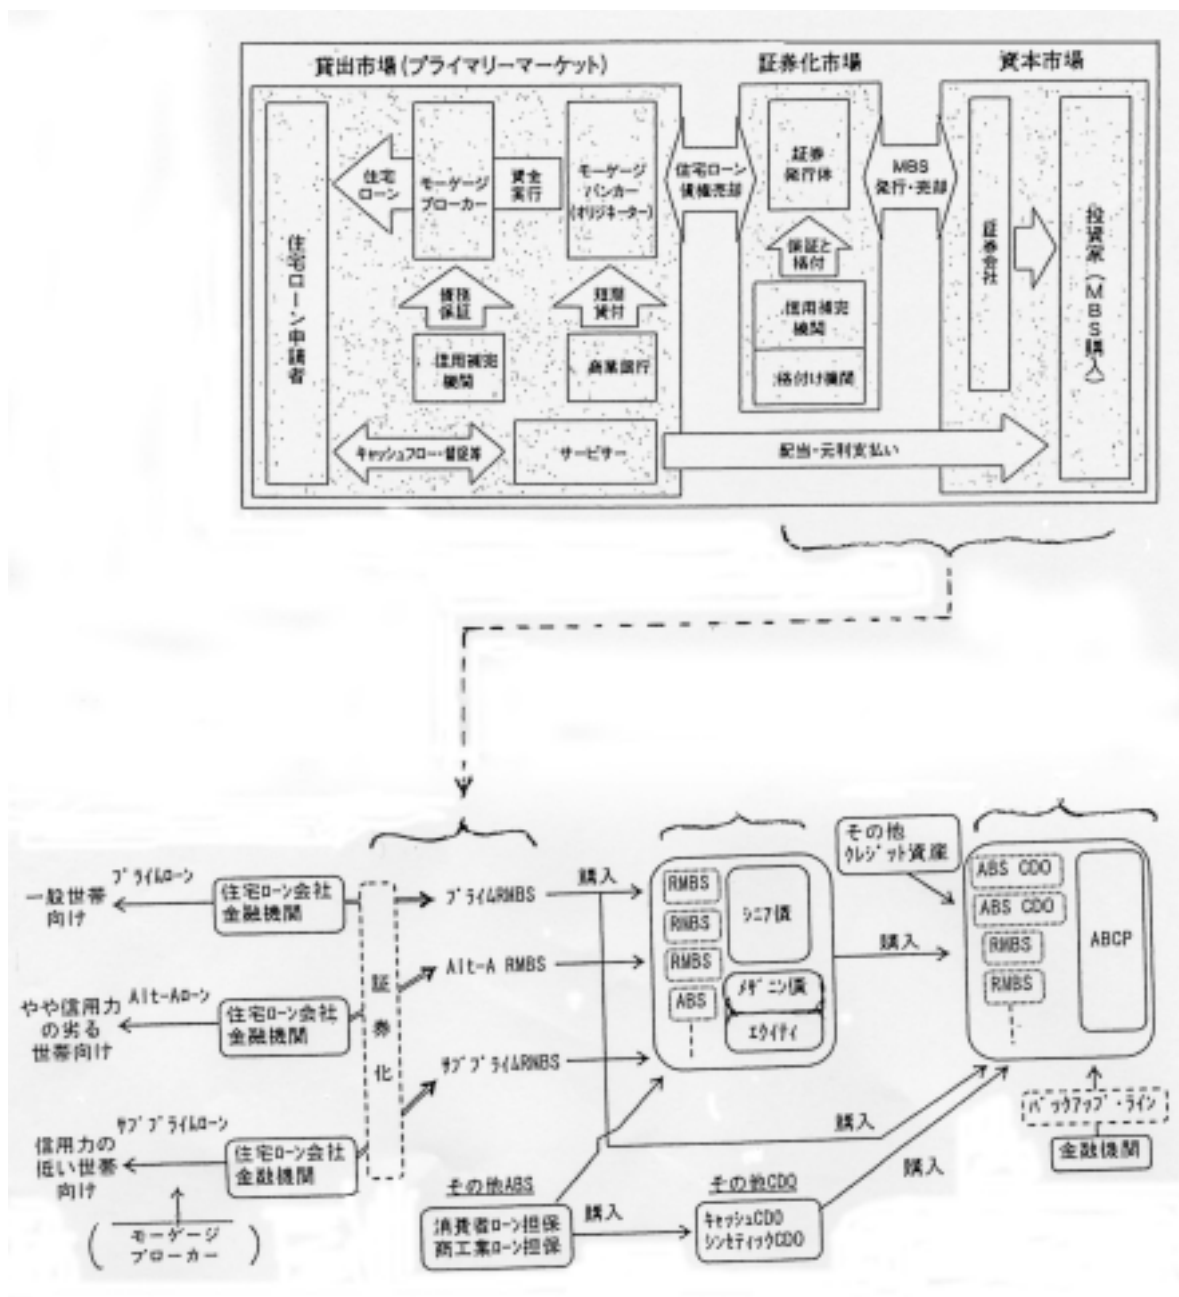 貸出市場(プライマリーマーケット)
証券化市場
資本市場
住宅ローン申請者
住宅
ローン
モーゲージ
ブローカー
資金
実行
モーゲージ
バンカー
(オリジネーター)
住宅ローン
債権売却
証券
発行体
MBS
発行・売却
証券会社
投資家(MBS購入)
価格
保証
短期
貸付
保証と
格付
信用補完
機関
商業銀行
信用補完
機関
格付け機関
キャッシュフロー・督促等
サービサー
配当・元利支払い
一般世帯
向け
プライムローン
住宅ローン会社
金融機関
プライムRMBS
購入
RMBS
RMBS
RMBS
ABS
シニア債
メザニン債
エクイティ
購入
その他
クレジット資産
ABS CDO
ABS CDO
RMBS
RMBS
ABCP
やや信用力
の劣る
世帯向け
Alt-Aローン
住宅ローン会社
金融機関
証券化
Alt-A RMBS
サブプライムRMBS
信用力の
低い世帯
向け
サブプライムローン
住宅ローン会社
金融機関
モーゲージ
ブローカー
その他ABS
消費者ローン担保
商工業ローン担保
購入
その他CDO
キャッシュCDO
シンセティックCDO
購入
購入
バックアップ・ライン
金融機関